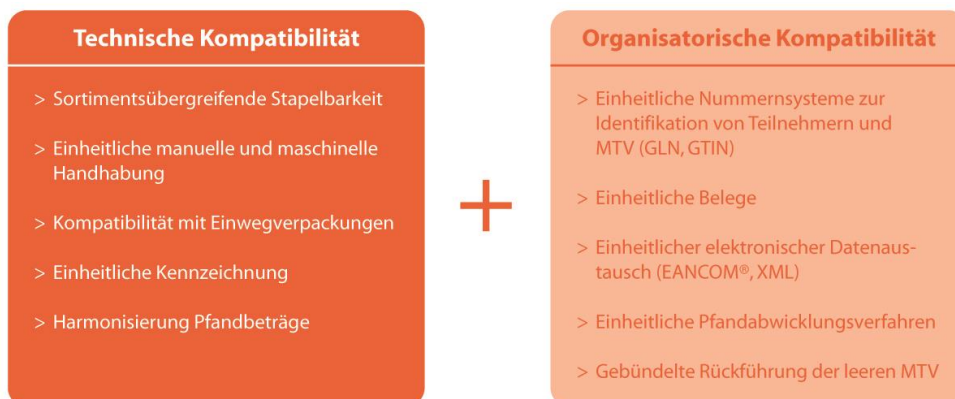 Technische Kompatibilität
> Sortimentsübergreifende Stapelbarkeit
> Einheitliche manuelle und maschinelle
Handhabung
> Kompatibilität mit Einwegverpackungen
> Einheitliche Kennzeichnung
> Harmonisierung Pfandbeträge
+
Organisatorische Kompatibilität
> Einheitliche Nummernsysteme zur
Identifikation von Teilnehmern und
MTV (GLN, GTIN)
> Einheitliche Belege
> Einheitlicher elektronischer Datenaus-
tausch (EANCOM®, XML)
> Einheitliche Pfandabwicklungsverfahren
> Gebündelte Rückführung der leeren MTV